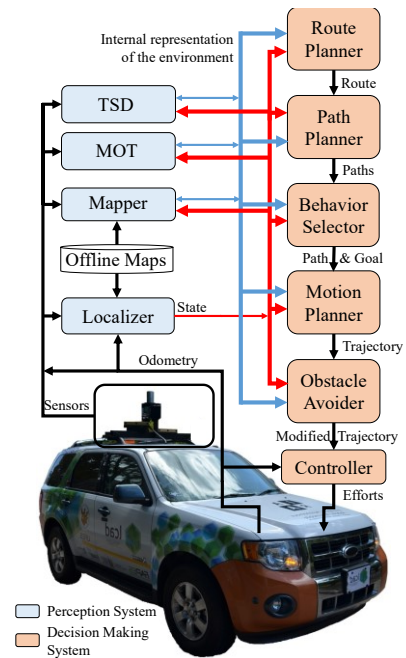 Internal representation
of the environment
Route
Planner
Route
TSD
Path
Planner
MOT
Paths
Mapper
Behavior
Selector
Offline Maps
Path & Goal
Localizer
State
Motion
Planner
Odometry
Trajectory
Sensors
Obstacle
Avoider
Modified Trajectory
Controller
Efforts
lcad
Perception System
Decision Making
System